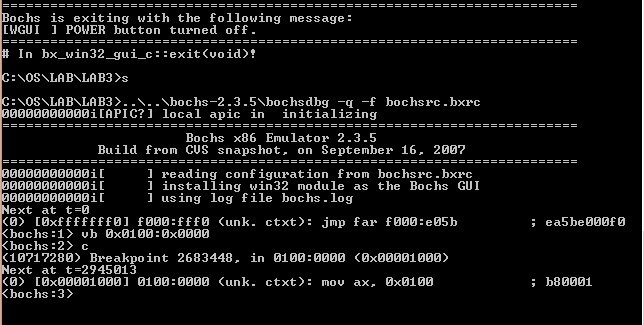 ========================================================================
Bochs is exiting with the following message:
[WGUI ] POWER button turned off.
========================================================================
# In bx_win32_gui_c::exit(void)!
C:\OS\LAB\LAB3>s
C:\OS\LAB\LAB3>..\..\bochs-2.3.5\bochsdbg -q -f bochsrc.bxrc
00000000000i[APIC?] local apic in  initializing
========================================================================
Bochs x86 Emulator 2.3.5
Build from CVS snapshot, on September 16, 2007
========================================================================
00000000000i[     ] reading configuration from bochsrc.bxrc
00000000000i[     ] installing win32 module as the Bochs GUI
00000000000i[     ] using log file bochs.log
Next at t=0
(0) [0xfffffff0] f000:fff0 (unk. ctxt): jmp far f000:e05b         ; ea5be000f0
<bochs:1> vb 0x0100:0x0000
<bochs:2> c
(10717280) Breakpoint 2683448, in 0100:0000 (0x00001000)
Next at t=2945013
(0) [0x00001000] 0100:0000 (unk. ctxt): mov ax, 0x0100            ; b80001
<bochs:3>